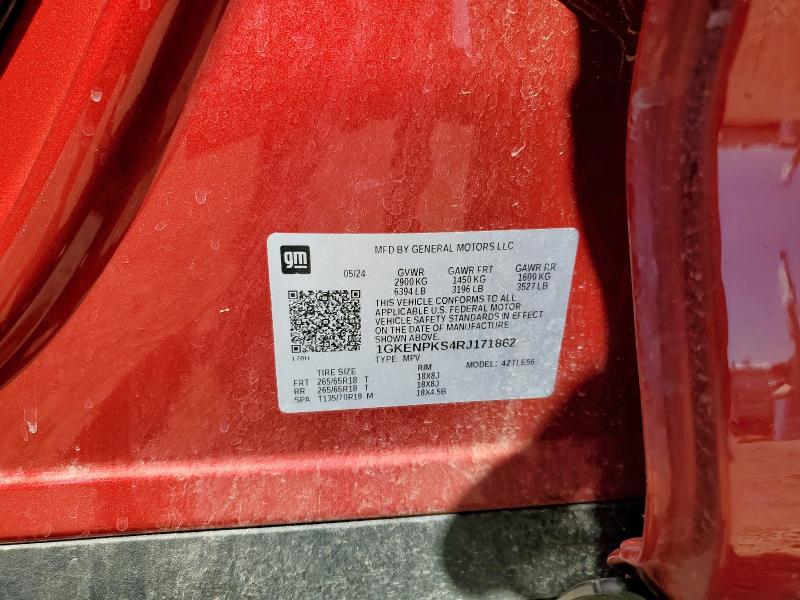 gm
MFD BY GENERAL MOTORS LLC
05/24 GVWR GAWR FRT GAWR RR
2900 KG 1450 KG 1600 KG
6394 LB 3196 LB 3527 LB
THIS VEHICLE CONFORMS TO ALL
APPLICABLE U.S. FEDERAL MOTOR
VEHICLE SAFETY STANDARDS IN EFFECT
ON THE DATE OF MANUFACTURE
SHOWN ABOVE.
1GKENPKS4RJ171862
170H
TYPE: MPV MODEL: 42TLE56
TIRE SIZE RIM
FRT 265/65R18 T 18X8J
RR 265/65R18 T 18X8J
SPA T135/70R18 M 18X4.5B